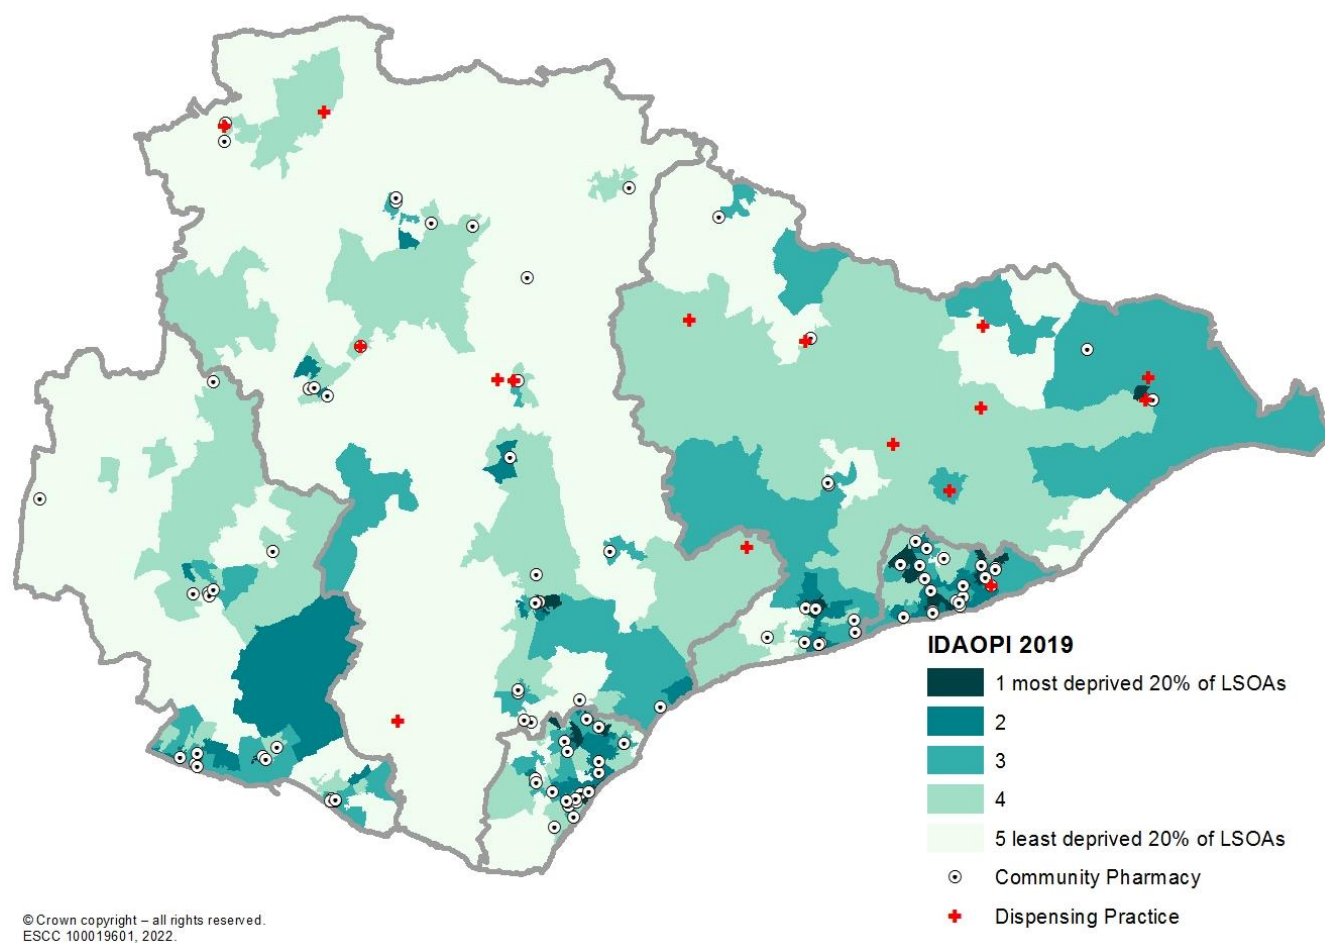 IDAOPI 2019
1 most deprived 20% of LSOAs
2
3
4
5 least deprived 20% of LSOAs
Community Pharmacy
Dispensing Practice
© Crown copyright – all rights reserved.
ESCC 100019601, 2022.